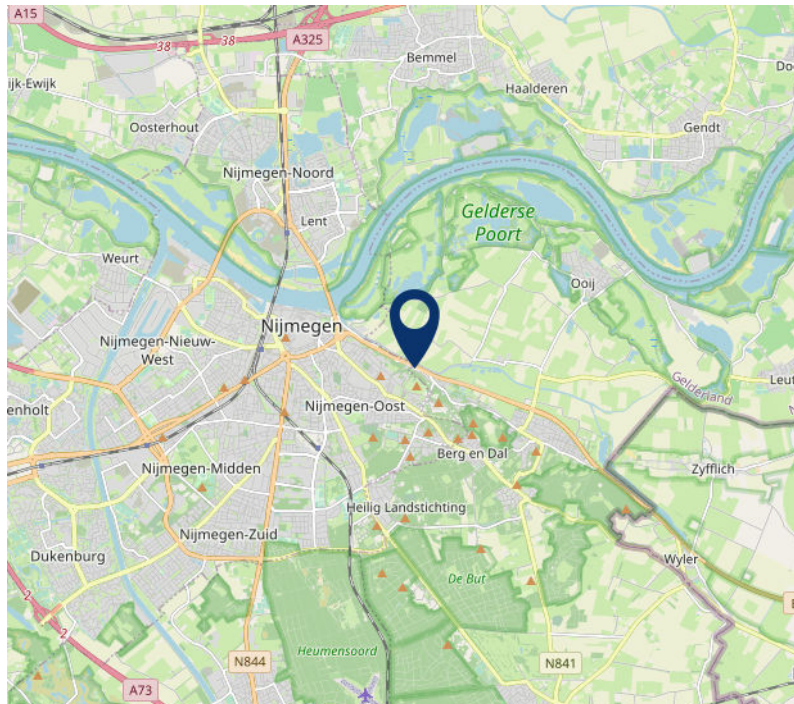 A15
38
38
A325
Bemmel
jk-Ewijk
Haalderen
Do
Oosterhout
Gendt
Nijmegen-Noord
Lent
Gelderse
Poort
Weurt
Ooij
Nijmegen
Nijmegen-Nieuw-
West
Gelderland
Leuf
enholt
Nijmegen-Oost
Berg en Dal
Nijmegen-Midden
Zyfflich
Heilig Landstichting
Nijmegen-Zuid
Dukenburg
Wyler
De But
2
2
Heumensoord
N844
N841
A73